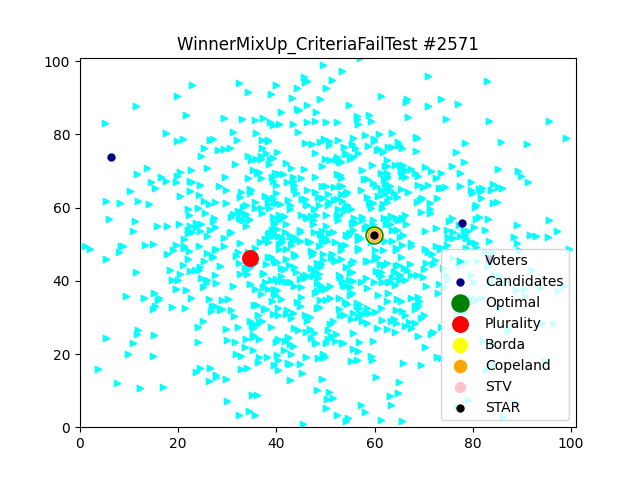 WinnerMixUp_CriteriaFailTest #2571
100
80
60
40
20
0
0
20
40
60
80
100
Voters
Candidates
Optimal
Plurality
Borda
Copeland
STV
STAR